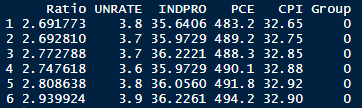 Ratio UNRATE INDPRO PCE CPI Group
1 2.691773 3.8 35.6406 483.2 32.65 0
2 2.692810 3.7 35.9729 489.2 32.75 0
3 2.772788 3.7 36.2221 488.3 32.85 0
4 2.747618 3.6 35.9729 490.1 32.88 0
5 2.808638 3.8 36.0560 491.8 32.92 0
6 2.939924 3.9 36.2261 494.2 32.90 0